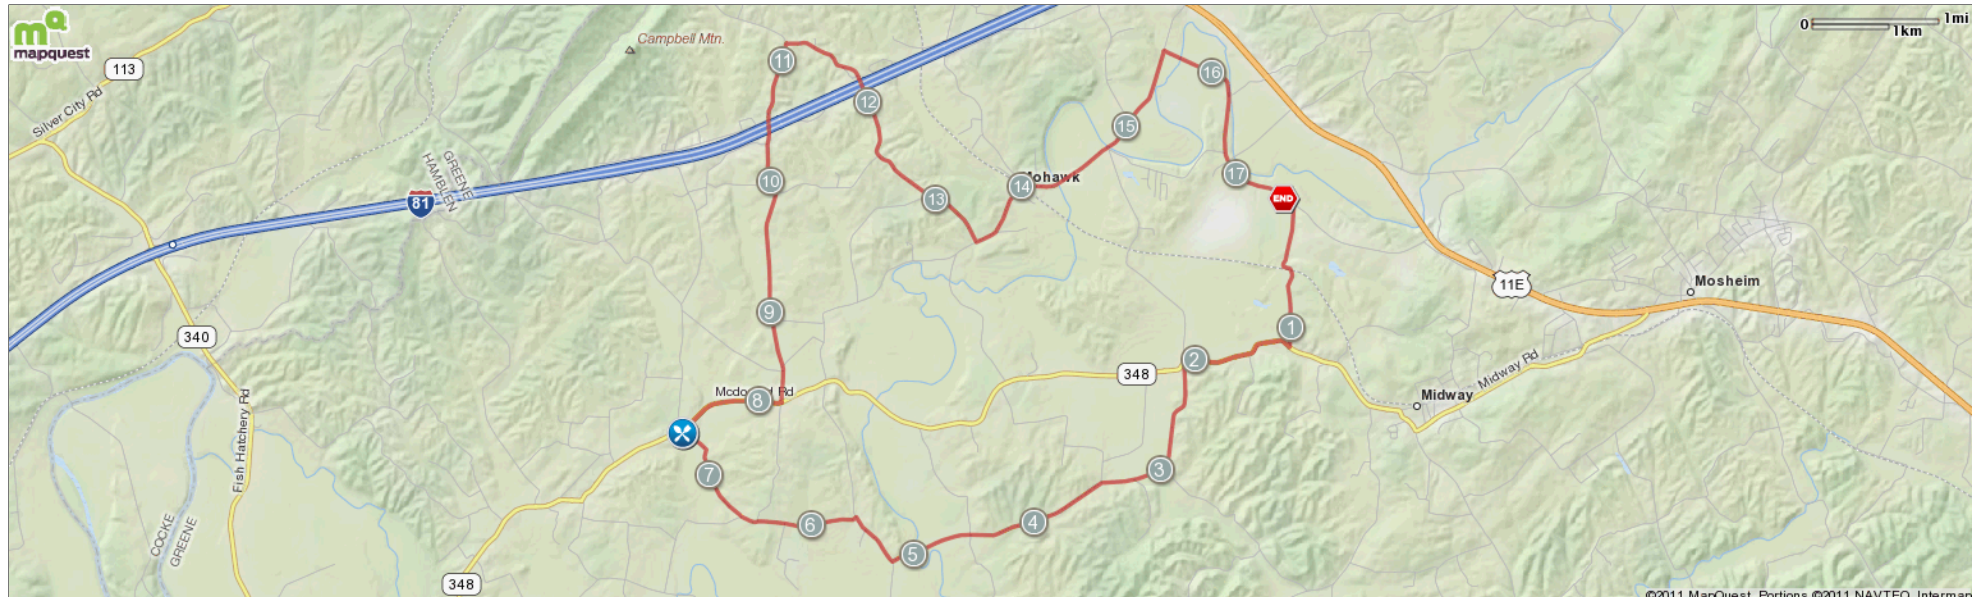 mapquest
113
Silver City Rd
Campbell Mtn.
0
1mi
1km
11
16
12
15
GREENE
HAMBLEN
81
10
14
Mohawk
17
13
END
11E
Mosheim
340
9
1
2
348
Midway Rd
Mcdo d Rd
8
Midway
Fish Hatchery Rd
3
7
6
4
5
COCKE
GREENE
348
©2011 MapQuest Portions ©2011 NAVTEQ, Intermap